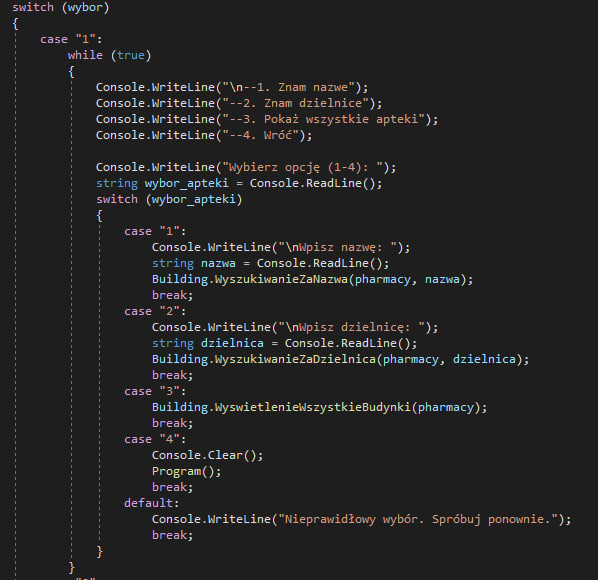 switch (wybor)
{
case "1":
while (true)
{
Console.WriteLine("\n--1. Znam nazwe");
Console.WriteLine("--2. Znam dzielnice");
Console.WriteLine("--3. Pokaż wszystkie apteki");
Console.WriteLine("--4. Wróć");
Console.WriteLine("Wybierz opcję (1-4): ");
string wybor_apteki = Console.ReadLine();
switch (wybor_apteki)
{
case "1":
Console.WriteLine("\nWpisz nazwę: ");
string nazwa = Console.ReadLine();
Building.WyszukiwanieZaNazwa(pharmacy, nazwa);
break;
case "2":
Console.WriteLine("\nWpisz dzielnicę: ");
string dzielnica = Console.ReadLine();
Building.WyszukiwanieZaDzielnica(pharmacy, dzielnica);
break;
case "3":
Building.WyswietlenieWszystkieBudynki(pharmacy);
break;
case "4":
Console.Clear();
Program();
break;
default:
Console.WriteLine("Nieprawidłowy wybór. Spróbuj ponownie.");
break;
}
}